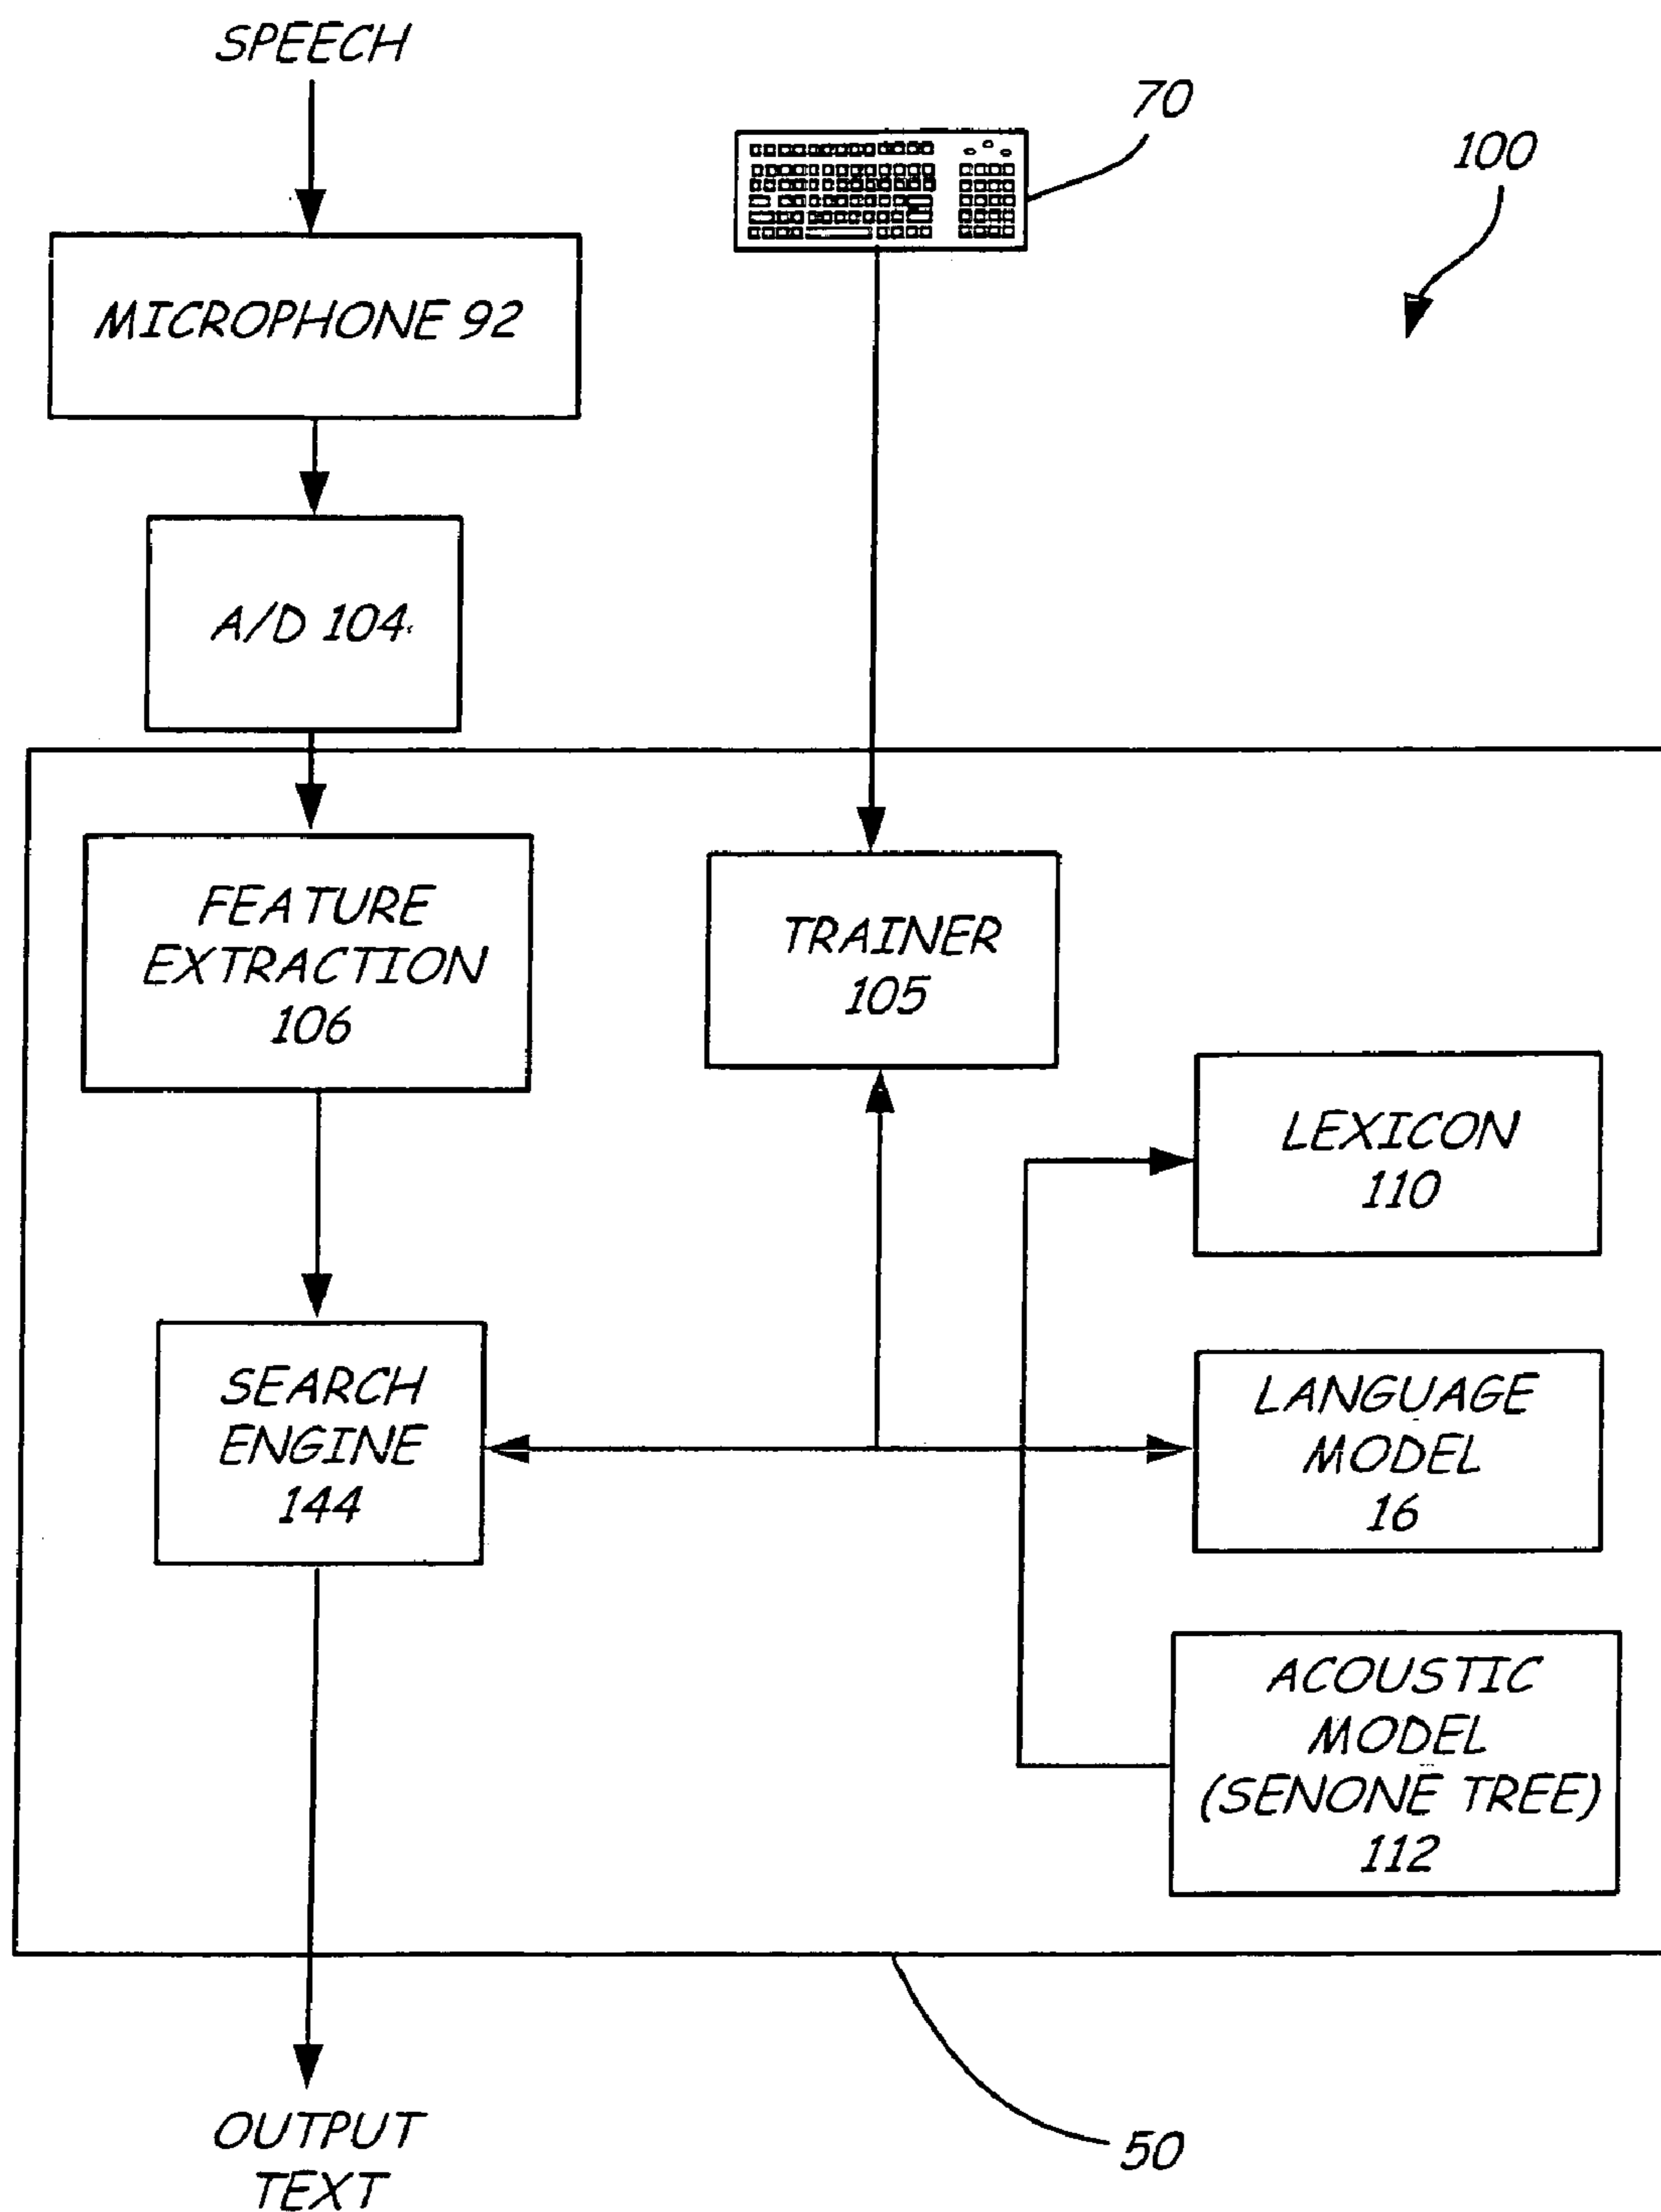 SPEECH
70
100
MICROPHONE 92
A/D 104
FEATURE
EXTRACTION
106
TRAINER
105
LEXICON
110
SEARCH
ENGINE
144
LANGUAGE
MODEL
16
ACOUSTIC
MODEL
(SENONE TREE)
112
OUTPUT
TEXT
50